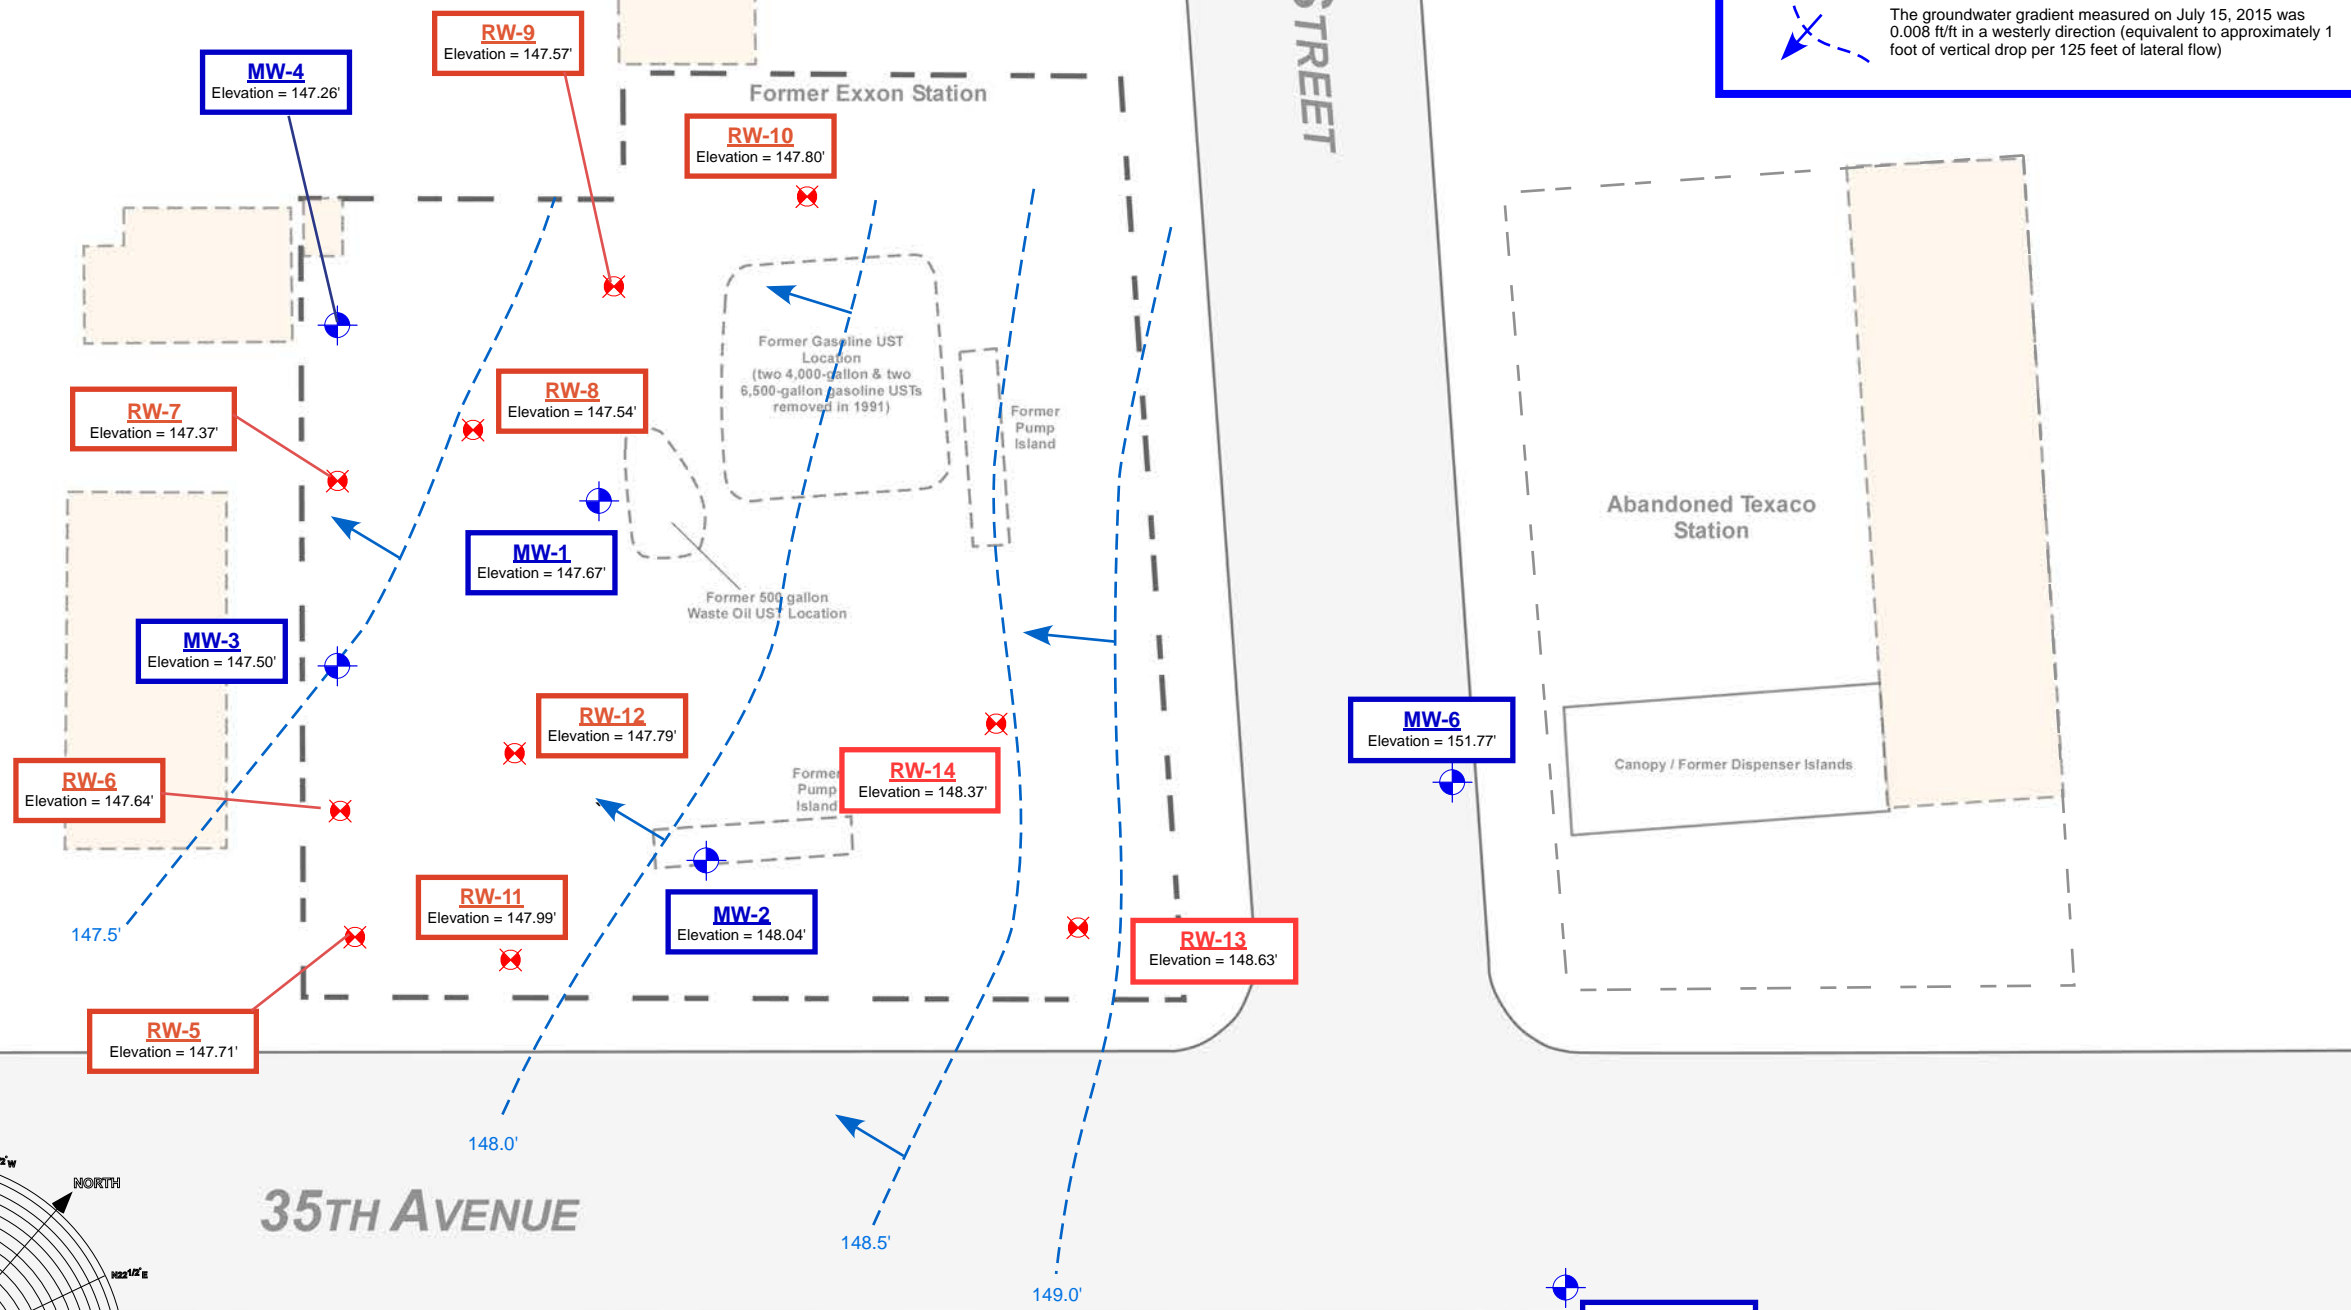 The groundwater gradient measured on July 15, 2015 was
0.008 ft/ft in a westerly direction (equivalent to approximately 1
foot of vertical drop per 125 feet of lateral flow)
STREET
RW-9
Elevation = 147.57'
MW-4
Elevation = 147.26'
Former Exxon Station
RW-10
Elevation = 147.80'
Former Gasoline UST
Location
(two 4,000-gallon & two
6,500-gallon gasoline USTs
removed in 1991)
RW-7
Elevation = 147.37'
RW-8
Elevation = 147.54'
Former
Pump
Island
Abandoned Texaco
Station
MW-1
Elevation = 147.67'
Former 500 gallon
Waste Oil UST Location
MW-3
Elevation = 147.50'
RW-12
Elevation = 147.79'
MW-6
Elevation = 151.77'
RW-6
Elevation = 147.64'
Former
Pump
Island
RW-14
Elevation = 148.37'
Canopy / Former Dispenser Islands
RW-11
Elevation = 147.99'
MW-2
Elevation = 148.04'
147.5'
RW-13
Elevation = 148.63'
RW-5
Elevation = 147.71'
148.0'
NORTH
35TH AVENUE
148.5'
N22 1/2° E
149.0'